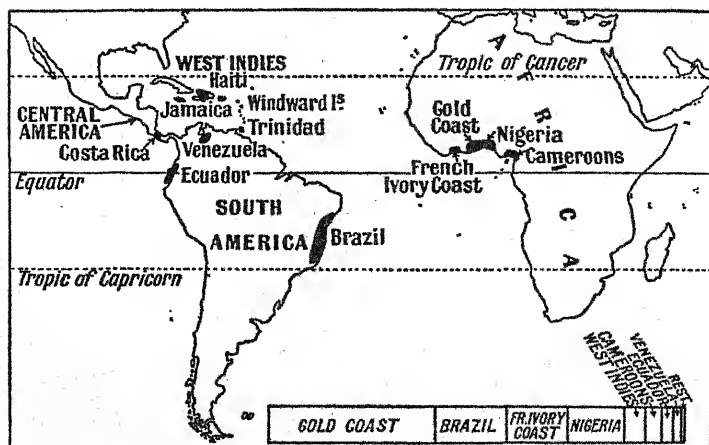 WEST INDIES
Haiti
Jamaica
Windward Is
Trinidad
CENTRAL
AMERICA
Costa Rica
Venezuela
Ecuador
Equator
SOUTH
AMERICA
Brazil
Tropic of Capricorn
Tropic of Cancer
AFRICA
Gold
Coast
Nigeria
Cameroons
French
Ivory Coast
GOLD COAST
BRAZIL
FR. IVORY
COAST
NIGERIA
WEST INDIES
CAMEROONS
ECUADOR
VENEZUELA
REST